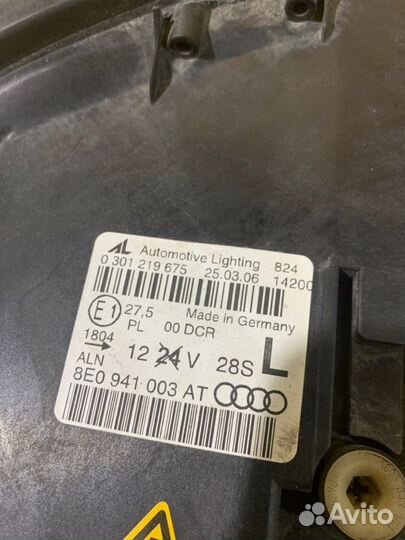 AL Automotive Lighting 824
0 301 219 675 25.03.06 14200
E1 27,5 Made in Germany
PL 00 DCR
1804
ALN 12 24 V 28S L
8E0 941 003 AT
Avito